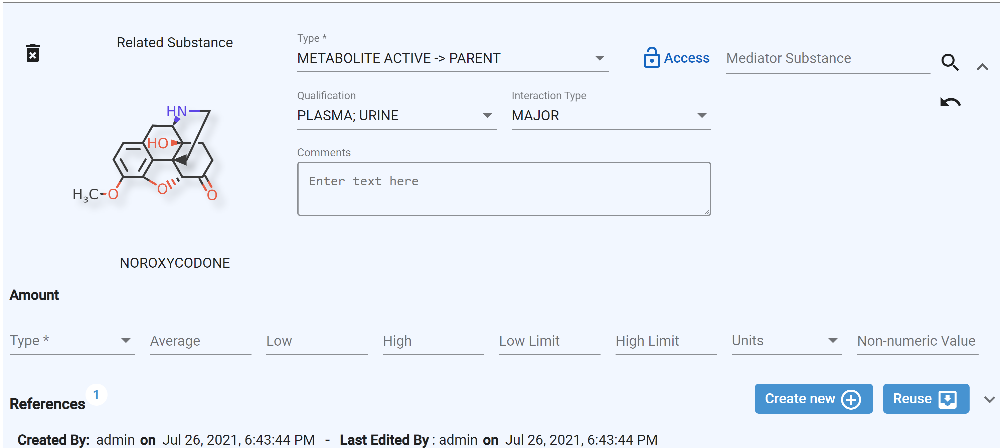 Related Substance
Type *
METABOLITE ACTIVE -> PARENT
Access
Mediator Substance
Qualification
PLASMA; URINE
Interaction Type
MAJOR
Comments
Enter text here
HN
HO
O
O
H₃C-O
NOROXYCODONE
Amount
Type *
Average
Low
High
Low Limit
High Limit
Units
Non-numeric Value
References 1
Create new
Reuse
Created By: admin on Jul 26, 2021, 6:43:44 PM - Last Edited By : admin on Jul 26, 2021, 6:43:44 PM